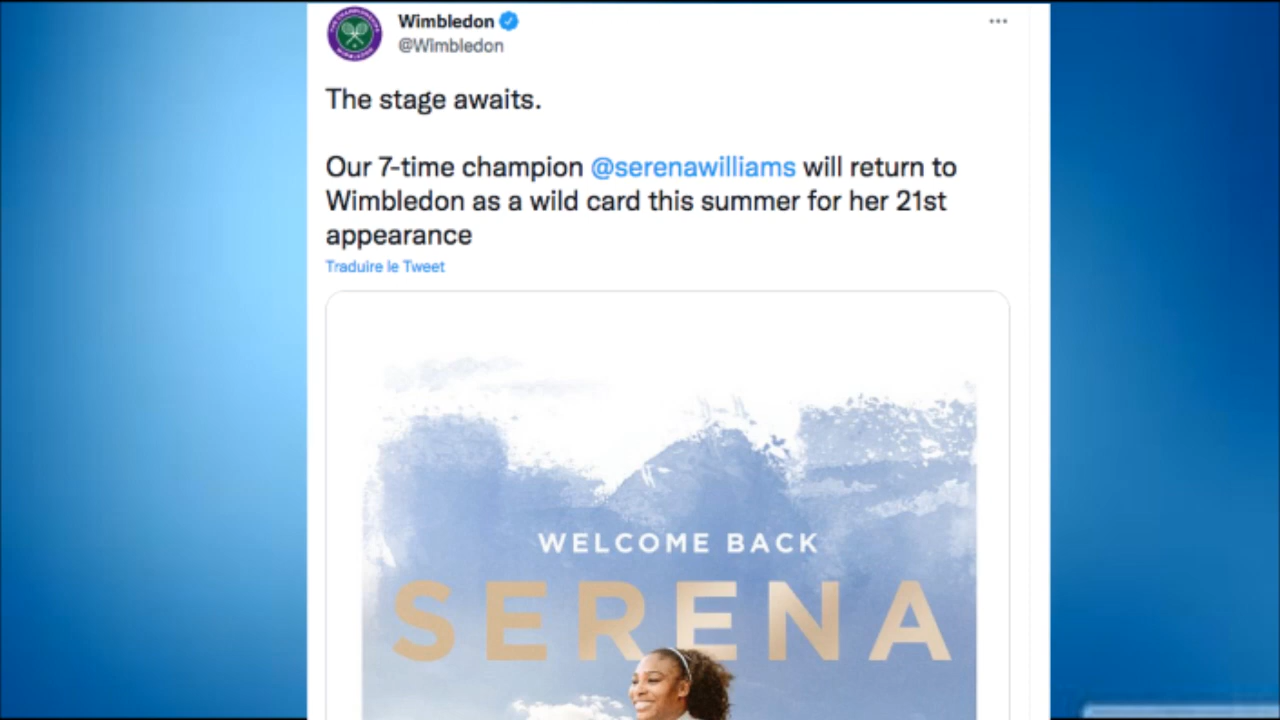 Wimbledon
@Wimbledon
The stage awaits.
Our 7-time champion @serenawilliams will return to
Wimbledon as a wild card this summer for her 21st
appearance
Traduire le Tweet
WELCOME BACK
SERENA